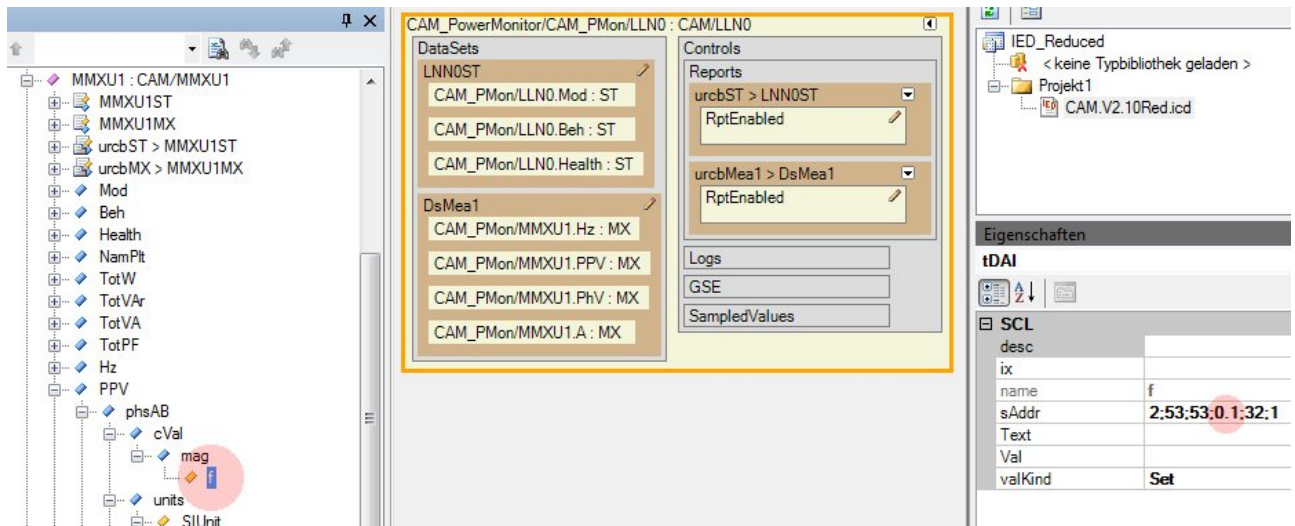 MMXU1 : CAM/MMXU1
MMXU1ST
MMXU1MX
urcbST > MMXU1ST
urcbMX > MMXU1MX
Mod
Beh
Health
NamPlt
TotW
TotVAr
TotVA
TotPF
Hz
PPV
phsAB
cVal
mag
f
units
SIUnit
CAM_PowerMonitor/CAM_PMon/LLN0 : CAM/LLN0
DataSets
LNN0ST
CAM_PMon/LLN0.Mod : ST
CAM_PMon/LLN0.Beh : ST
CAM_PMon/LLN0.Health : ST
DsMea1
CAM_PMon/MMXU1.Hz : MX
CAM_PMon/MMXU1.PPV : MX
CAM_PMon/MMXU1.PhV : MX
CAM_PMon/MMXU1.A : MX
Controls
Reports
urcbST > LNN0ST
RptEnabled
urcbMea1 > DsMea1
RptEnabled
Logs
GSE
SampledValues
IED_Reduced
< keine Typbibliothek geladen >
Projekt1
CAM.V2.10Red.icd
Eigenschaften
tDAI
SCL
desc
ix
name f
sAddr 2;53;53;0.1;32;1
Text
Val
valKind Set